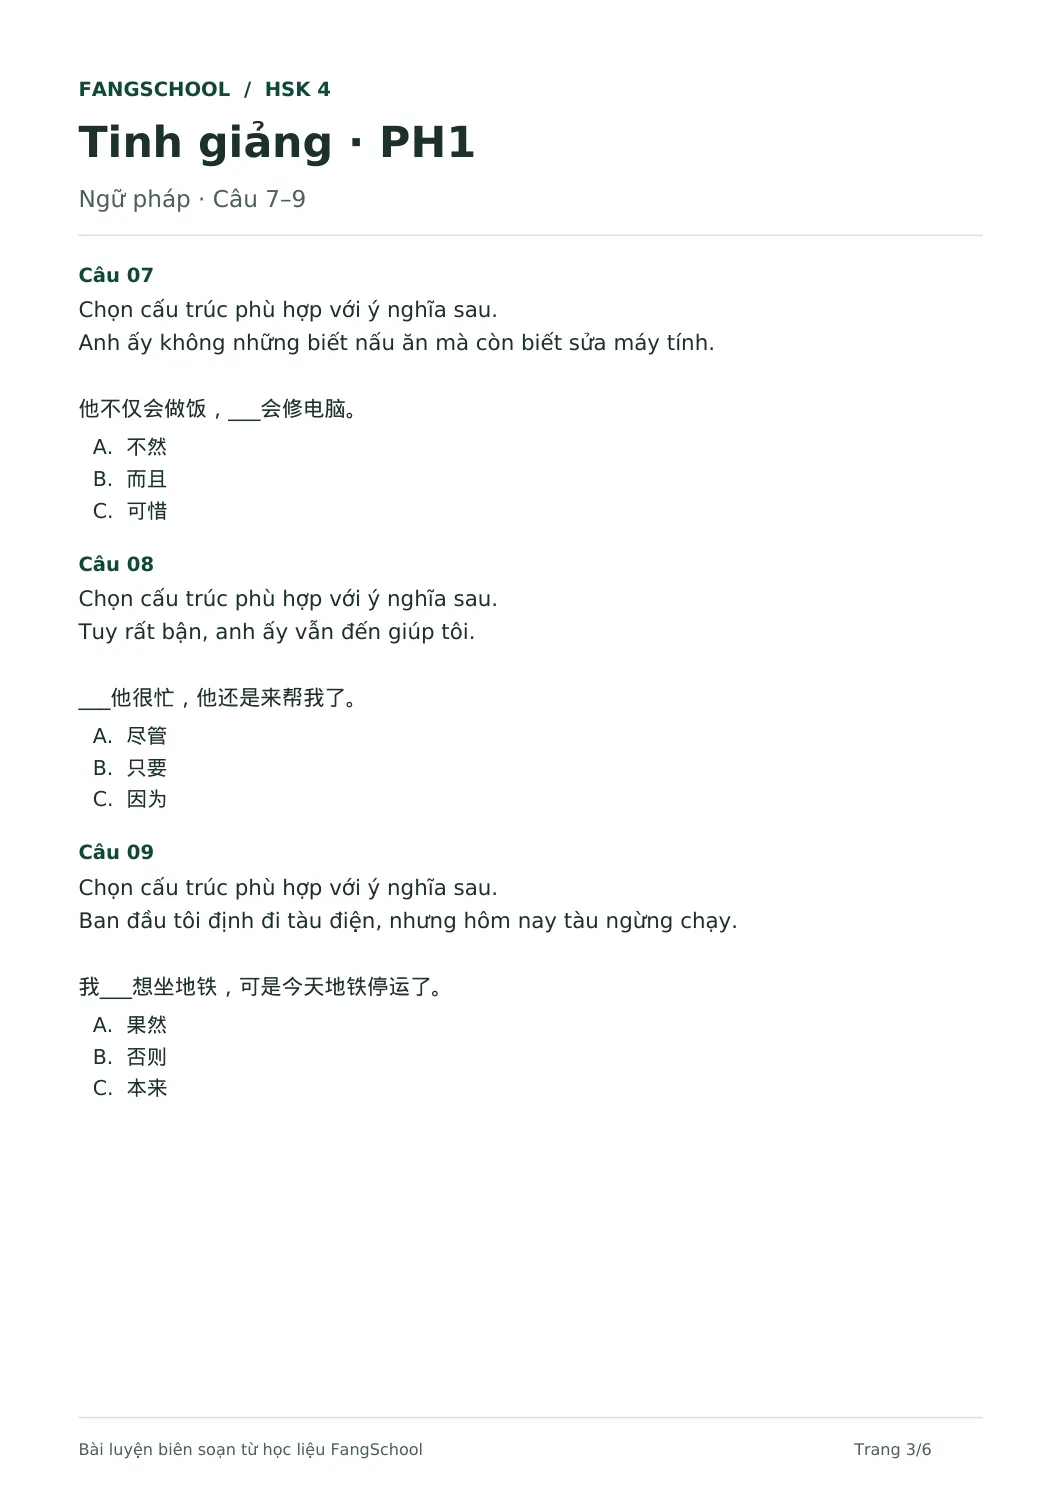 FANGSCHOOL / HSK 4
Tinh giảng · PH1
Ngữ pháp · Câu 7–9
Câu 07
Chọn cấu trúc phù hợp với ý nghĩa sau.
Anh ấy không những biết nấu ăn mà còn biết sửa máy tính.
他不仅会做饭，___会修电脑。
A. 不然
B. 而且
C. 可惜
Câu 08
Chọn cấu trúc phù hợp với ý nghĩa sau.
Tuy rất bận, anh ấy vẫn đến giúp tôi.
___他很忙，他还是来帮我了。
A. 尽管
B. 只要
C. 因为
Câu 09
Chọn cấu trúc phù hợp với ý nghĩa sau.
Ban đầu tôi định đi tàu điện, nhưng hôm nay tàu ngừng chạy.
我___想坐地铁，可是今天地铁停运了。
A. 果然
B. 否则
C. 本来
Bài luyện biên soạn từ học liệu FangSchool
Trang 3/6